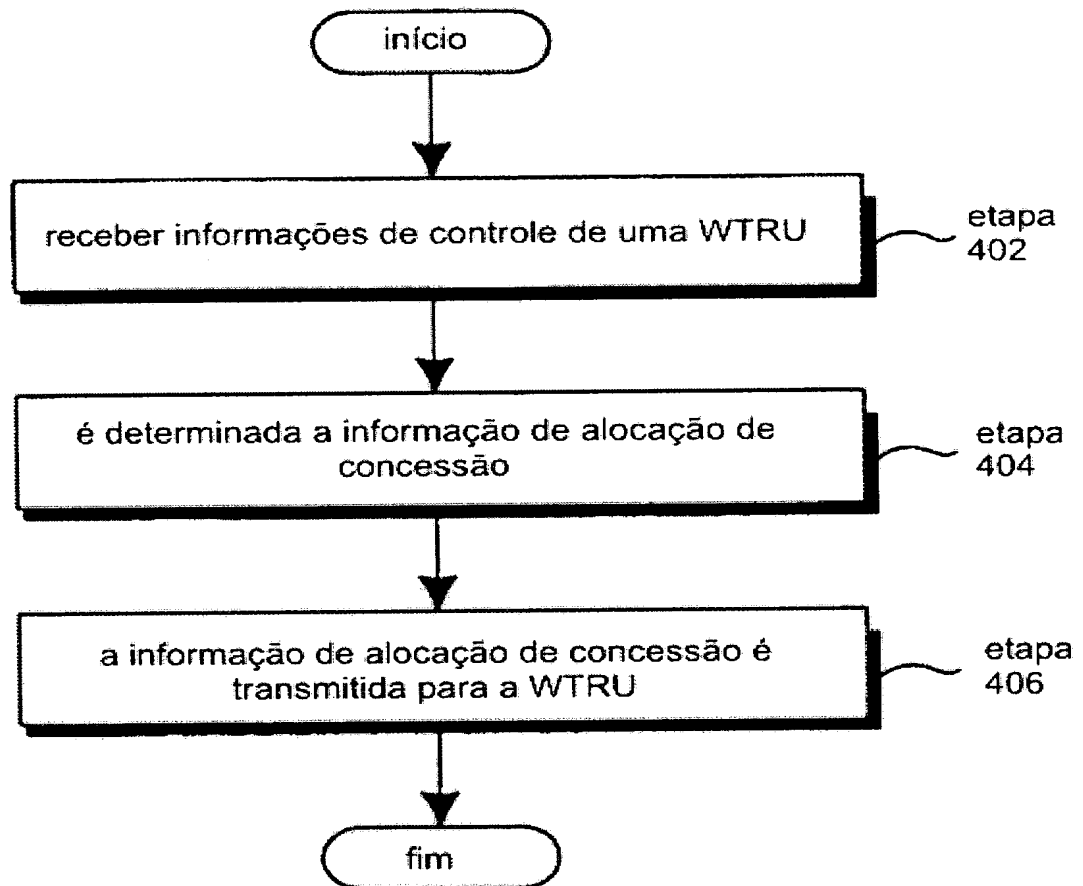 início
receber informações de controle de uma WTRU
etapa
402
é determinada a informação de alocação de
concessão
etapa
404
a informação de alocação de concessão é
transmitida para a WTRU
etapa
406
fim